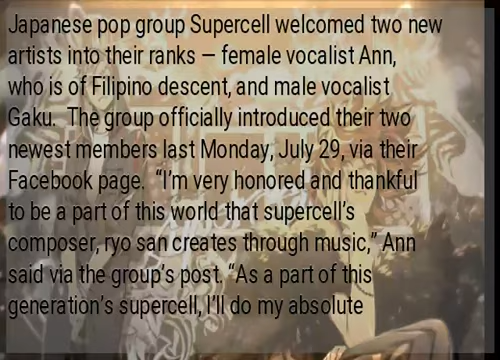 Japanese pop group Supercell welcomed two new
artists into their ranks — female vocalist Ann,
who is of Filipino descent, and male vocalist
Gaku.  The group officially introduced their two
newest members last Monday, July 29, via their
Facebook page.  “I’m very honored and thankful
to be a part of this world that supercell’s
composer, ryo san creates through music,” Ann
said via the group’s post. “As a part of this
generation’s supercell, I’ll do my absolute